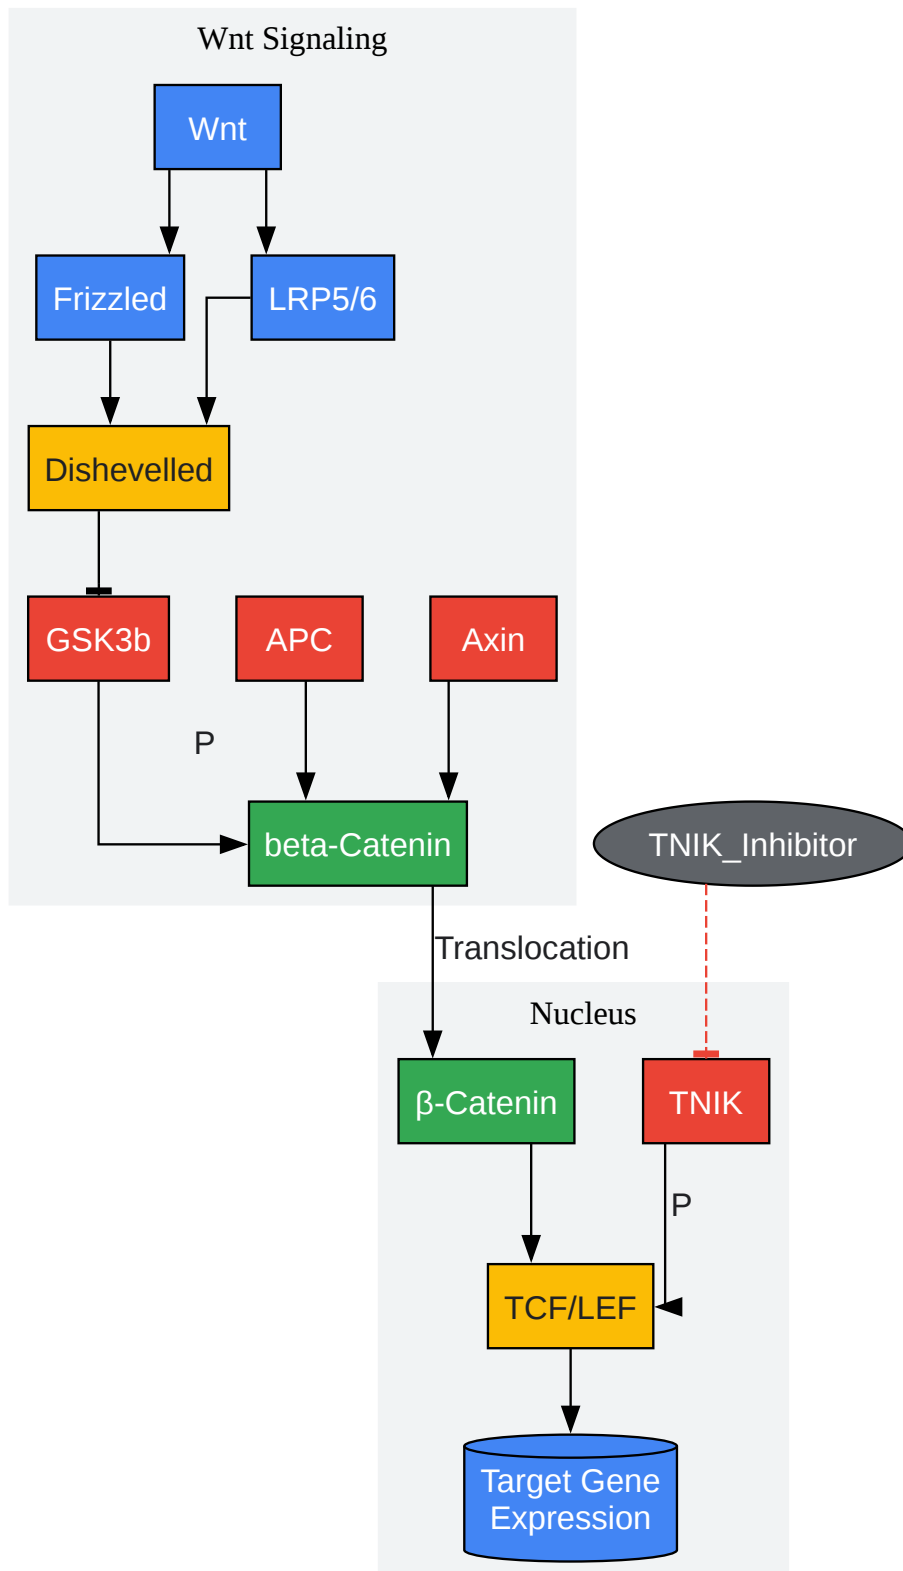 Wnt Signaling
Wnt
Frizzled
LRP5/6
Dishevelled
GSK3b
APC
Axin
P
beta-Catenin
TNIK_Inhibitor
Translocation
Nucleus
β-Catenin
TNIK
P
TCF/LEF
Target Gene
Expression